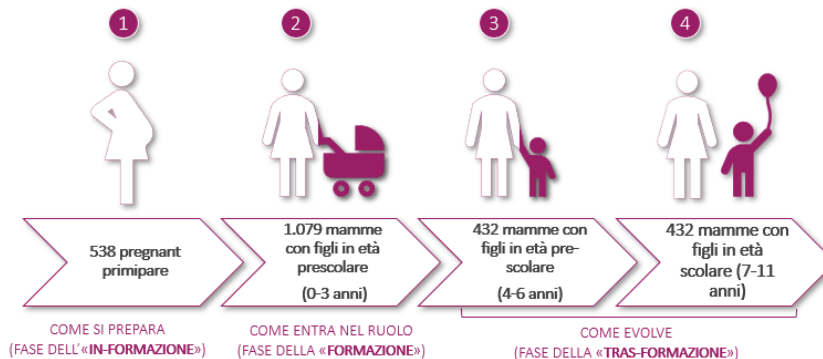 1
2
3
4
538 pregnant
primipare
1.079 mamme
con figli in età
prescolare
(0-3 anni)
432 mamme con
figli in età pre-
scolare
(4-6 anni)
432 mamme con
figli in età
scolare (7-11
anni)
COME SI PREPARA
(FASE DELL'«IN-FORMAZIONE»)
COME ENTRA NEL RUOLO
(FASE DELLA «FORMAZIONE»)
COME EVOLVE
(FASE DELLA «TRAS-FORMAZIONE»)